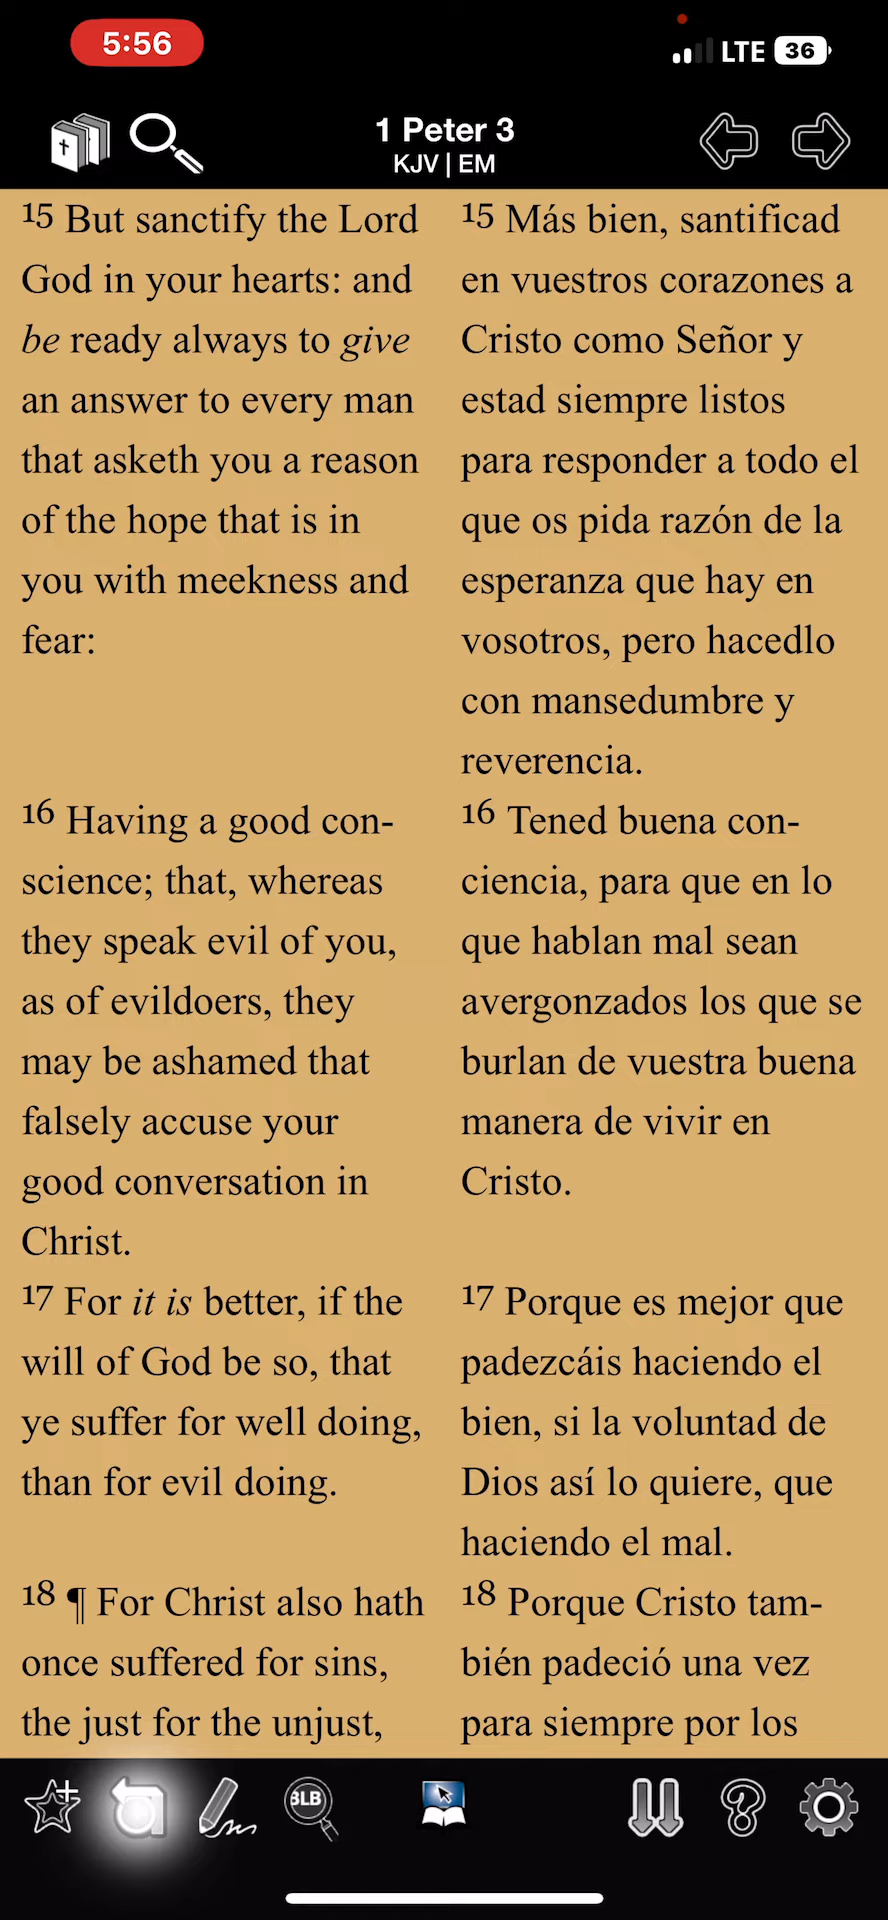 5:56
LTE 36
1 Peter 3
KJV | EM
15 But sanctify the Lord
God in your hearts: and
be ready always to give
an answer to every man
that asketh you a reason
of the hope that is in
you with meekness and
fear:
15 Más bien, santificad
en vuestros corazones a
Cristo como Señor y
estad siempre listos
para responder a todo el
que os pida razón de la
esperanza que hay en
vosotros, pero hacedlo
con mansedumbre y
reverencia.
16 Having a good con-
science; that, whereas
they speak evil of you,
as of evildoers, they
may be ashamed that
falsely accuse your
good conversation in
Christ.
16 Tened buena con-
ciencia, para que en lo
que hablan mal sean
avergonzados los que se
burlan de vuestra buena
manera de vivir en
Cristo.
17 For it is better, if the
will of God be so, that
ye suffer for well doing,
than for evil doing.
17 Porque es mejor que
padezcáis haciendo el
bien, si la voluntad de
Dios así lo quiere, que
haciendo el mal.
18 ¶ For Christ also hath
once suffered for sins,
the just for the unjust,
18 Porque Cristo tam-
bién padeció una vez
para siempre por los
BLB